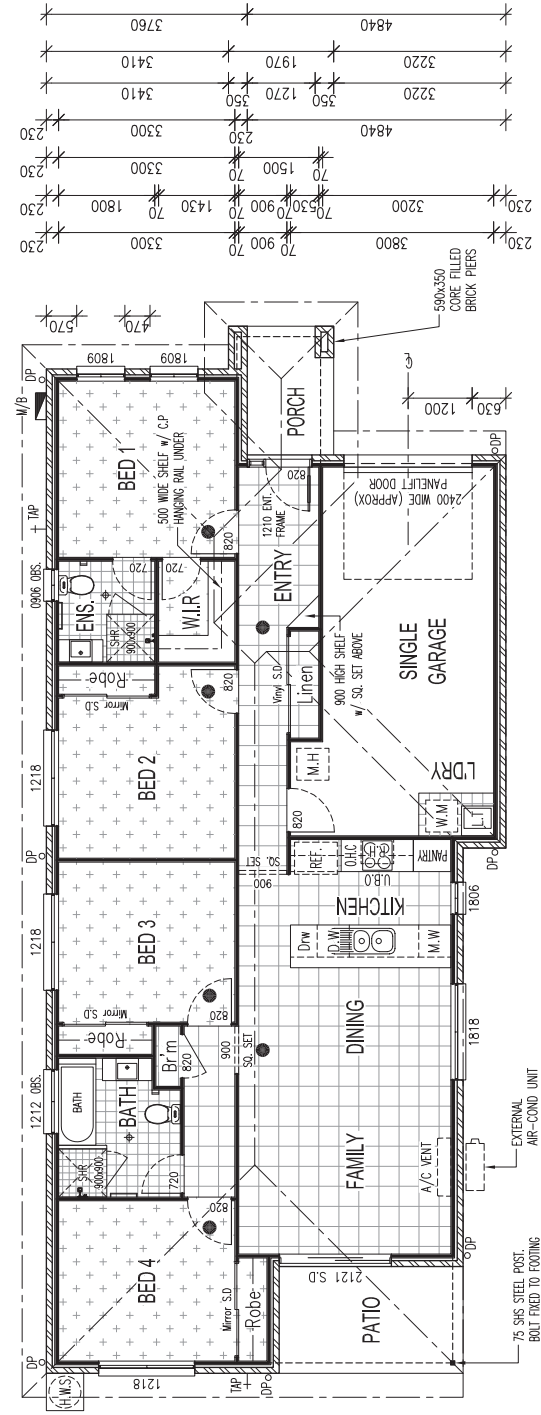 3760
4840
3410
1970
3220
3410
350
1270
350
3220
230
3300
230
4840
230
3300
70
1500
70
230
1800
70
1430
70
900
70
530
70
3200
230
230
3300
70
900
70
3800
230
570
470
590x350
CORE FILLED
BRICK PIERS
1200
630
DP
M/B
1809
1809
TAP
BED 1
500 WIDE SHELF w/ C.P
HANGING RAIL UNDER
PORCH
DP
820
820
1210 ENT.
FRAME
2400 WIDE (APPROX)
PANELIFT DOOR
0906 OBS.
ENS.
720
720
W.I.R
SHR
900x900
ENTRY
SINGLE
GARAGE
900 HIGH SHELF
w/ SQ. SET ABOVE
Robe
Mirror S.D
820
Vinyl S.D
Linen
M.H
L'DRY
W.M
L.T
820
1218
BED 2
DP
SQ. SET
900
REF.
O.H.C
U.B.O
PANTRY
DP
KITCHEN
1806
1218
BED 3
Drw
D.W
M.W
Mirror S.D
Robe
820
Br'm
820
900
SQ. SET
DINING
1818
1212 OBS.
BATH
BATH
SHR
900x900
720
FAMILY
A/C VENT
EXTERNAL
AIR-COND UNIT
820
BED 4
Mirror S.D
Robe
2121 S.D
DP
PATIO
75 SHS STEEL POST.
BOLT FIXED TO FOOTING
DP
H.W.S
1218
TAP
DP